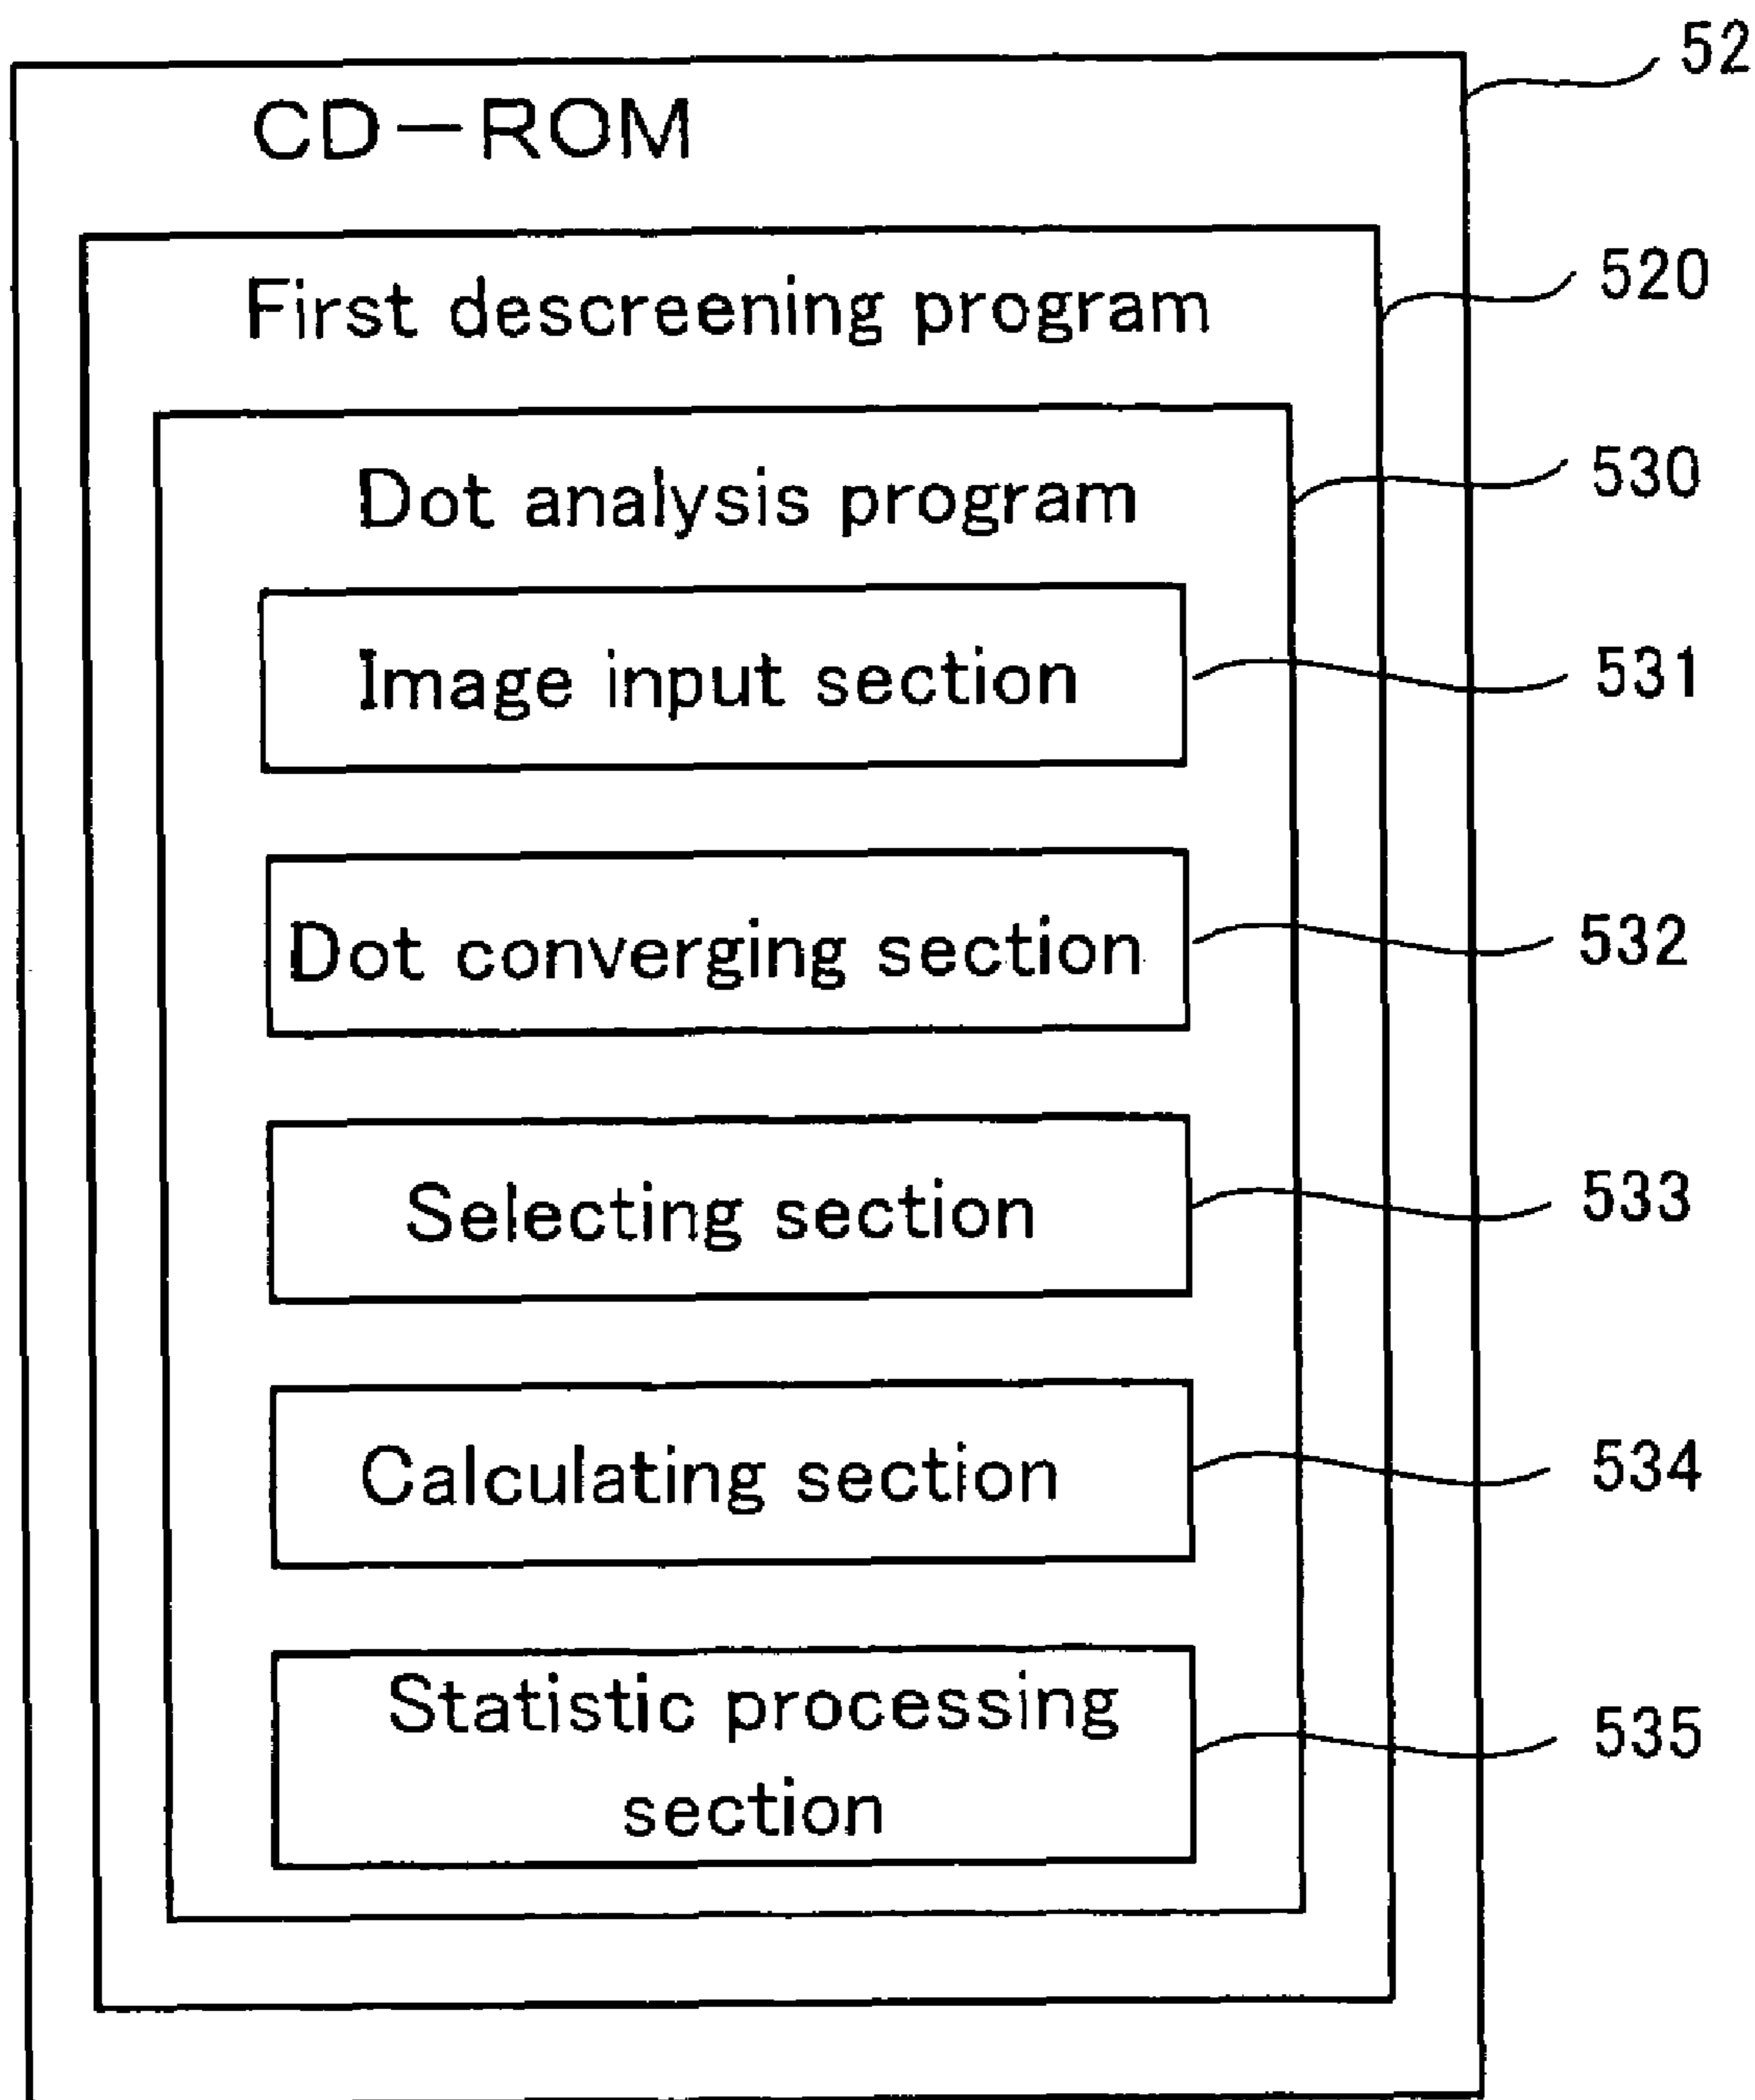 52
CD-ROM
520
First descreening program
530
Dot analysis program
Image input section
531
Dot converging section
532
Selecting section
533
Calculating section
534
Statistic processing
section
535